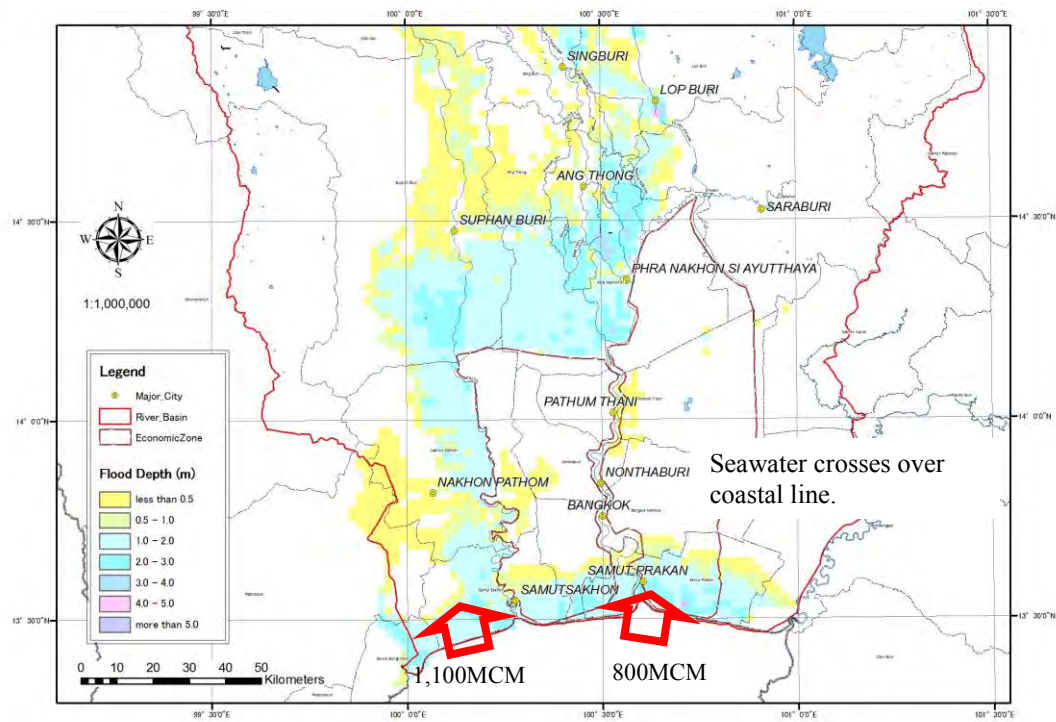 99° 30'0"E
100° 0'0"E
100° 30'0"E
101° 0'0"E
101° 30'0"E
SINGBURI
LOP BURI
ANG THONG
SARABURI
14° 30'0"N
14° 30'0"N
SUPHAN BURI
N
W
E
S
PHRA NAKHON SI AYUTTHAYA
1:1,000,000
Legend
Major_City
River_Basin
EconomicZone
Flood Depth (m)
less than 0.5
0.5 - 1.0
1.0 - 2.0
2.0 - 3.0
3.0 - 4.0
4.0 - 5.0
more than 5.0
PATHUM THANI
14° 0'0"N
14° 0'0"N
NONTHABURI
Seawater crosses over
coastal line.
NAKHON PATHOM
BANGKOK
SAMUT PRAKAN
SAMUTSAKHON
13° 30'0"N
13° 30'0"N
0 10 20 30 40 50
Kilometers
1,100MCM
800MCM
99° 30'0"E
100° 0'0"E
100° 30'0"E
101° 0'0"E
101° 30'0"E